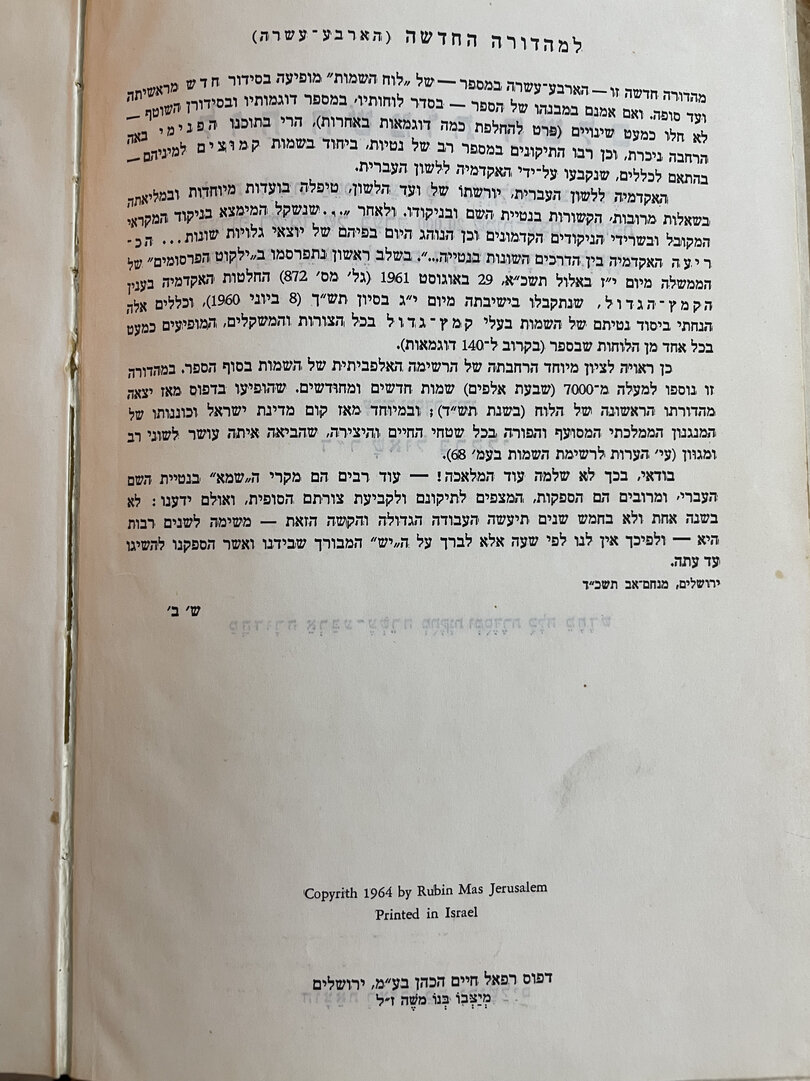 למהדורה החדשה (הארבע־עשרה)
מהדורה חדשה זו — הארבע־עשרה במספר — של „לוח השמות” מופיעה בסידור חדש מראשיתה
ועד סופה. ואם אמנם במבנהו של הספר — בסדר לוחותיו, במספר דוגמותיו ובסידורן השוטף —
לא חלו כמעט שינויים (פרט להחלפת כמה דוגמאות באחרות), הרי בתוכנו הפנימי באה
הרחבה ניכרת, וכן רבו התיקונים במספר רב של נטיות, ביחוד בשמות קמוצים למיניהם —
בהתאם לכללים, שנקבעו על־ידי האקדמיה ללשון העברית.
האקדמיה ללשון העברית, יורשתו של ועד הלשון, טיפלה בועדות מיוחדות ובמליאתה
בשאלות מרובות, הקשורות בנטיית השם ובניקודו. ולאחר „...שנשקל המימצא בניקוד המקראי
המקובל ובשרידי הניקודים הקדמונים וכן הנוהג היום בפיהם של יוצאי גלויות שונות... הכ־
ריעה האקדמיה בין הדרכים השונות בנטייה...”. בשלב ראשון נתפרסמו ב„ילקוט הפרסומים” של
הממשלה מיום י״ז באלול תשכ״א, 29 באוגוסט 1961 (גל׳ מס׳ 872) החלטות האקדמיה בענין
הקמץ־הגדול, שנתקבלו בישיבתה מיום י״ג בסיון תש״ך (8 ביוני 1960), וכללים אלה
הנחתי ביסוד נטיתם של השמות בעלי קמץ־גדול בכל הצורות והמשקלים, המופיעים כמעט
בכל אחד מן הלוחות שבספר (בקרוב ל־140 דוגמאות).
כן ראויה לציון מיוחד הרחבתה של הרשימה האלפביתית של השמות בסוף הספר. במהדורה
זו נוספו למעלה מ־7000 (שבעת אלפים) שמות חדשים ומחודשים. שהופיעו בדפוס מאז יצאה
מהדורתו הראשונה של הלוח (בשנת תש״ד); ובמיוחד מאז קום מדינת ישראל וכוננותו של
המנגנון הממלכתי המסועף והפורה בכל שטחי החיים והיצירה, שהביאה איתה עושר לשוני רב
ומגוון (עי׳ הערות לרשימת השמות בעמ׳ 68).
בודאי, בכך לא שלמה עוד המלאכה! — עוד רבים הם מקרי ה„שמא” בנטיית השם
העברי, ומרובים הם הספקות, המצפים לתיקונם ולקביעת צורתם הסופית, ואולם ידענו: לא
בשנה אחת ולא בחמש שנים תיעשה העבודה הגדולה והקשה הזאת — משימה לשנים רבות
היא — ולפיכך אין לנו לפי שעה אלא לברך על ה„יש” המבורך שבידנו ואשר הספקנו להשיגו
עד עתה.
ירושלים, מנחם־אב תשכ״ד
ש׳ ב׳
Copyrith 1964 by Rubin Mas Jerusalem
Printed in Israel
דפוס רפאל חיים הכהן בע״מ, ירושלים
מְיַצְּבוֹ בְּנוֹ משֶׁה ז״ל